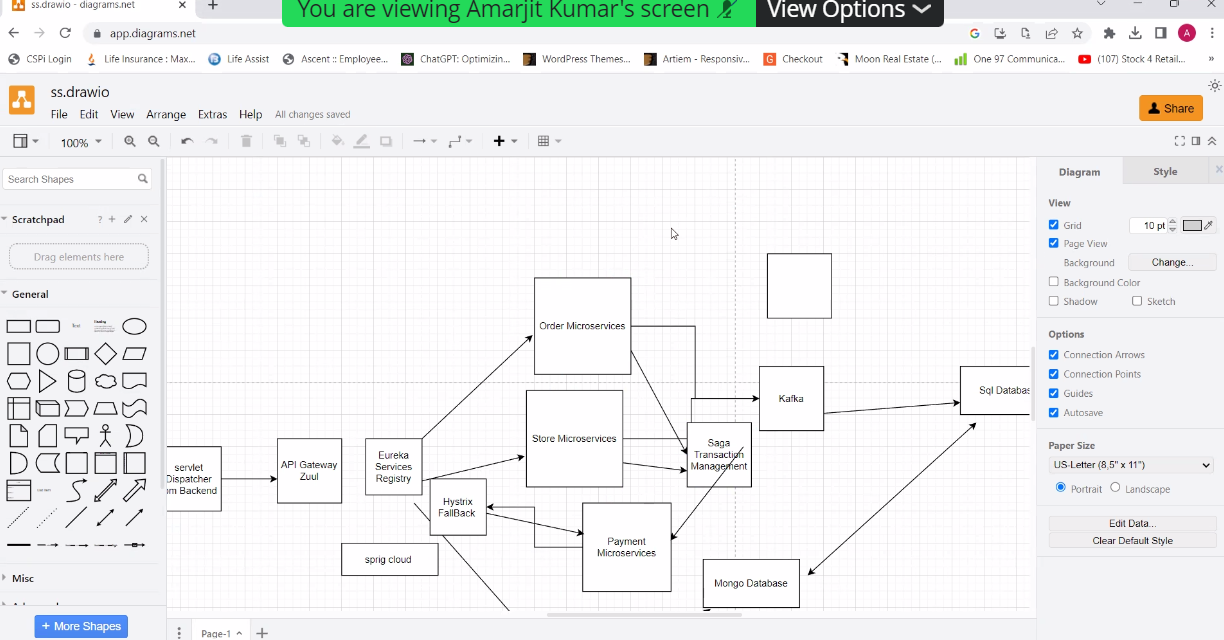 ss.drawio - diagrams.net
You are viewing Amarjit Kumar's screen
View Options
app.diagrams.net
A
CSPi Login
Life Insurance : Max...
Life Assist
Ascent :: Employee...
ChatGPT: Optimizin...
WordPress Themes...
Artiem - Responsiv...
Checkout
Moon Real Estate (...
One 97 Communica...
(107) Stock 4 Retail...
»
ss.drawio
File Edit View Arrange Extras Help All changes saved
Share
100%
Search Shapes
Scratchpad
?
Drag elements here
General
Text
Heading
Misc
+ More Shapes
Order Microservices
Kafka
Sql Databas
Store Microservices
Saga
Transaction
Management
servlet
Dispatcher
om Backend
API Gateway
Zuul
Eureka
Services
Registry
Hystrix
FallBack
Payment
Microservices
sprig cloud
Mongo Database
Page-1
Diagram
Style
View
Grid
10 pt
Page View
Background
Change...
Background Color
Shadow
Sketch
Options
Connection Arrows
Connection Points
Guides
Autosave
Paper Size
US-Letter (8,5" x 11")
Portrait
Landscape
Edit Data...
Clear Default Style